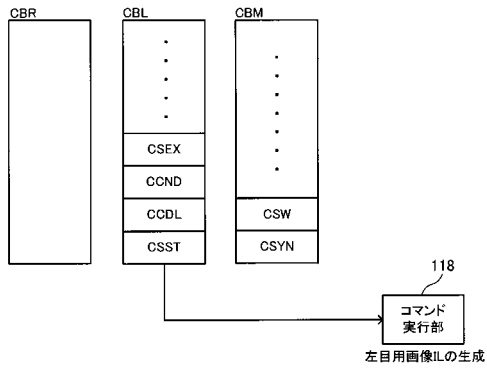 CBR
CBL
CBM
CSEX
CCND
CCDL
CSST
CSW
CSYN
118
コマンド
実行部
左目用画像ILの生成